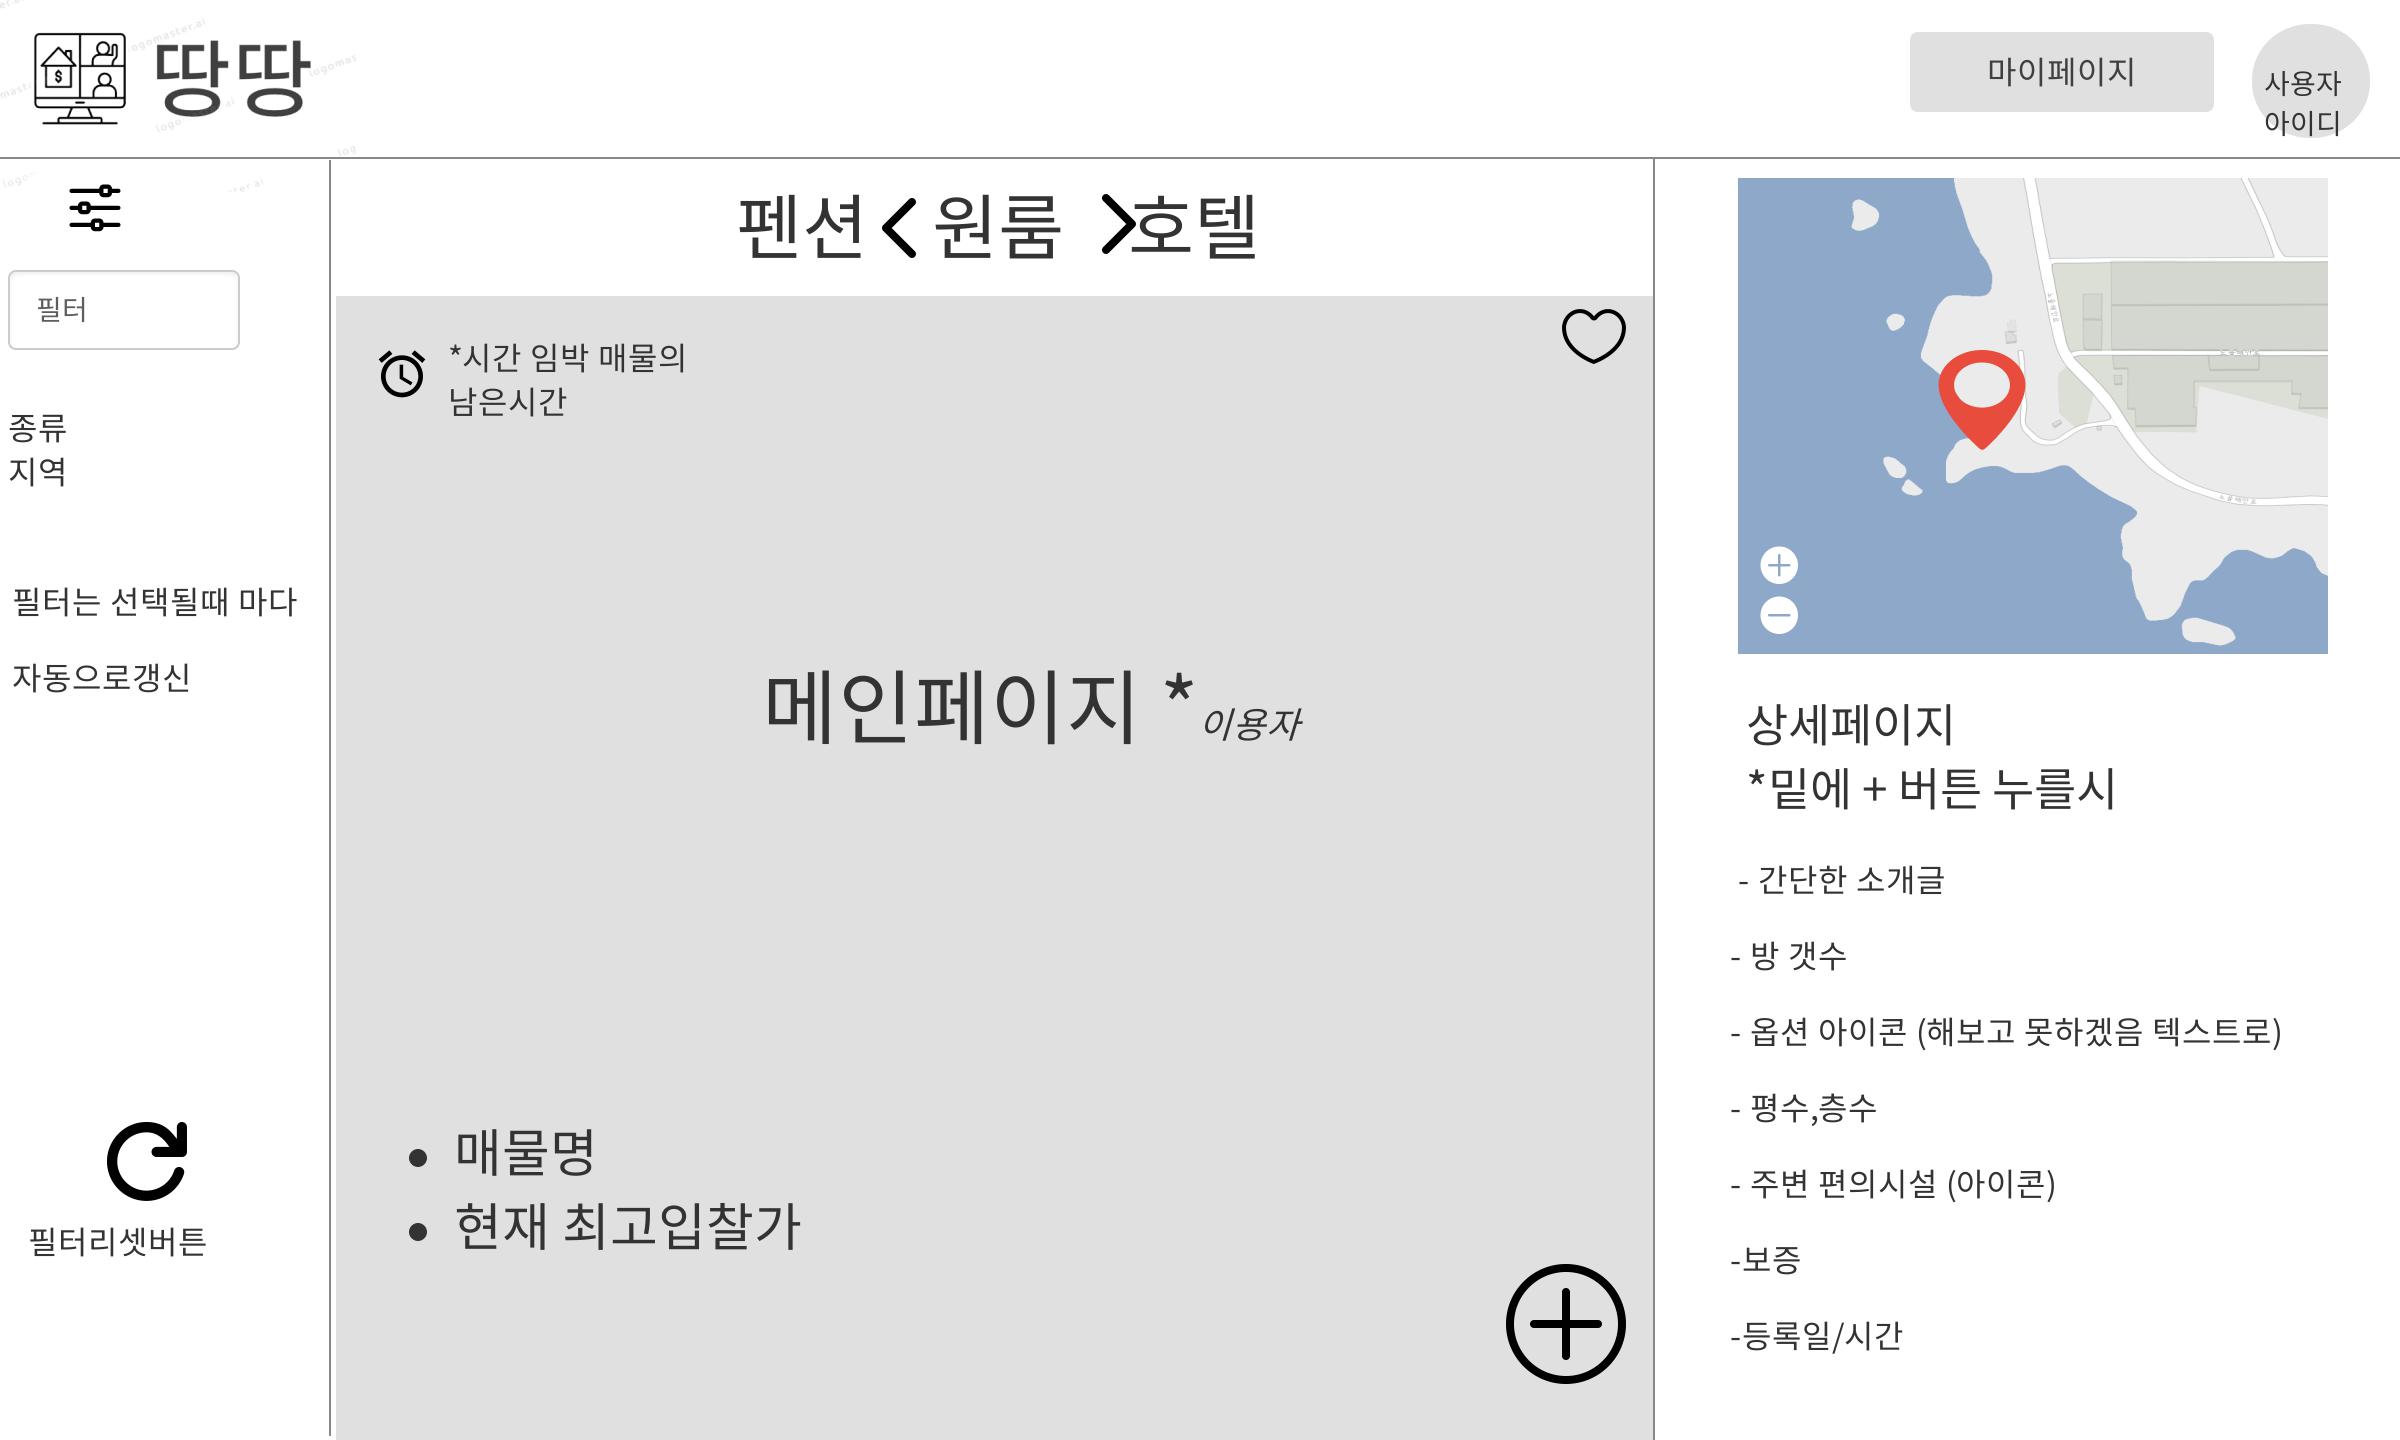 땅땅
마이페이지
사용자
아이디
펜션 < 원룸 > 호텔
필터
종류
지역
필터는 선택될때 마다
자동으로갱신
필터리셋버튼
*시간 임박 매물의
남은시간
메인페이지 *이용자
• 매물명
• 현재 최고입찰가
상세페이지
*밑에 + 버튼 누를시
- 간단한 소개글
- 방 갯수
- 옵션 아이콘 (해보고 못하겠음 텍스트로)
- 평수,층수
- 주변 편의시설 (아이콘)
-보증
-등록일/시간